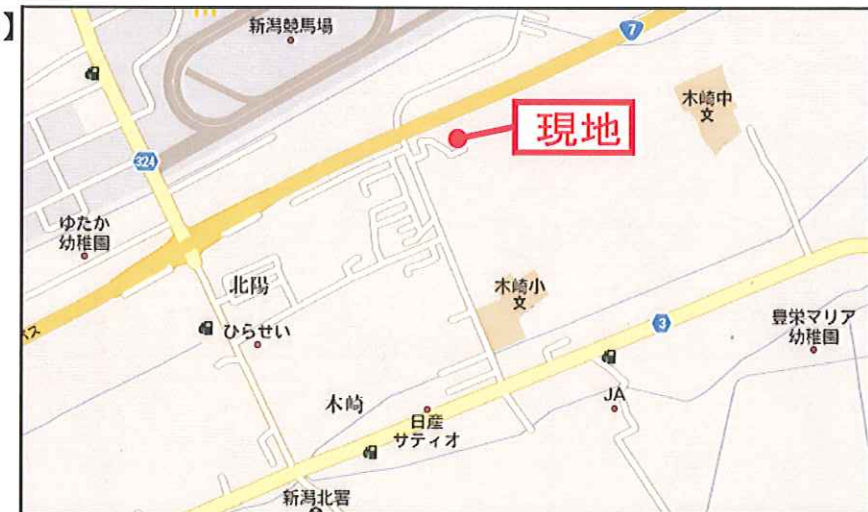 】
新潟競馬場
7
木崎中
文
現地
324
ゆたか
幼稚園
北陽
木崎小
文
3
豊栄マリア
幼稚園
ひらせい
バス
木崎
日産
サティオ
JA
新潟北署